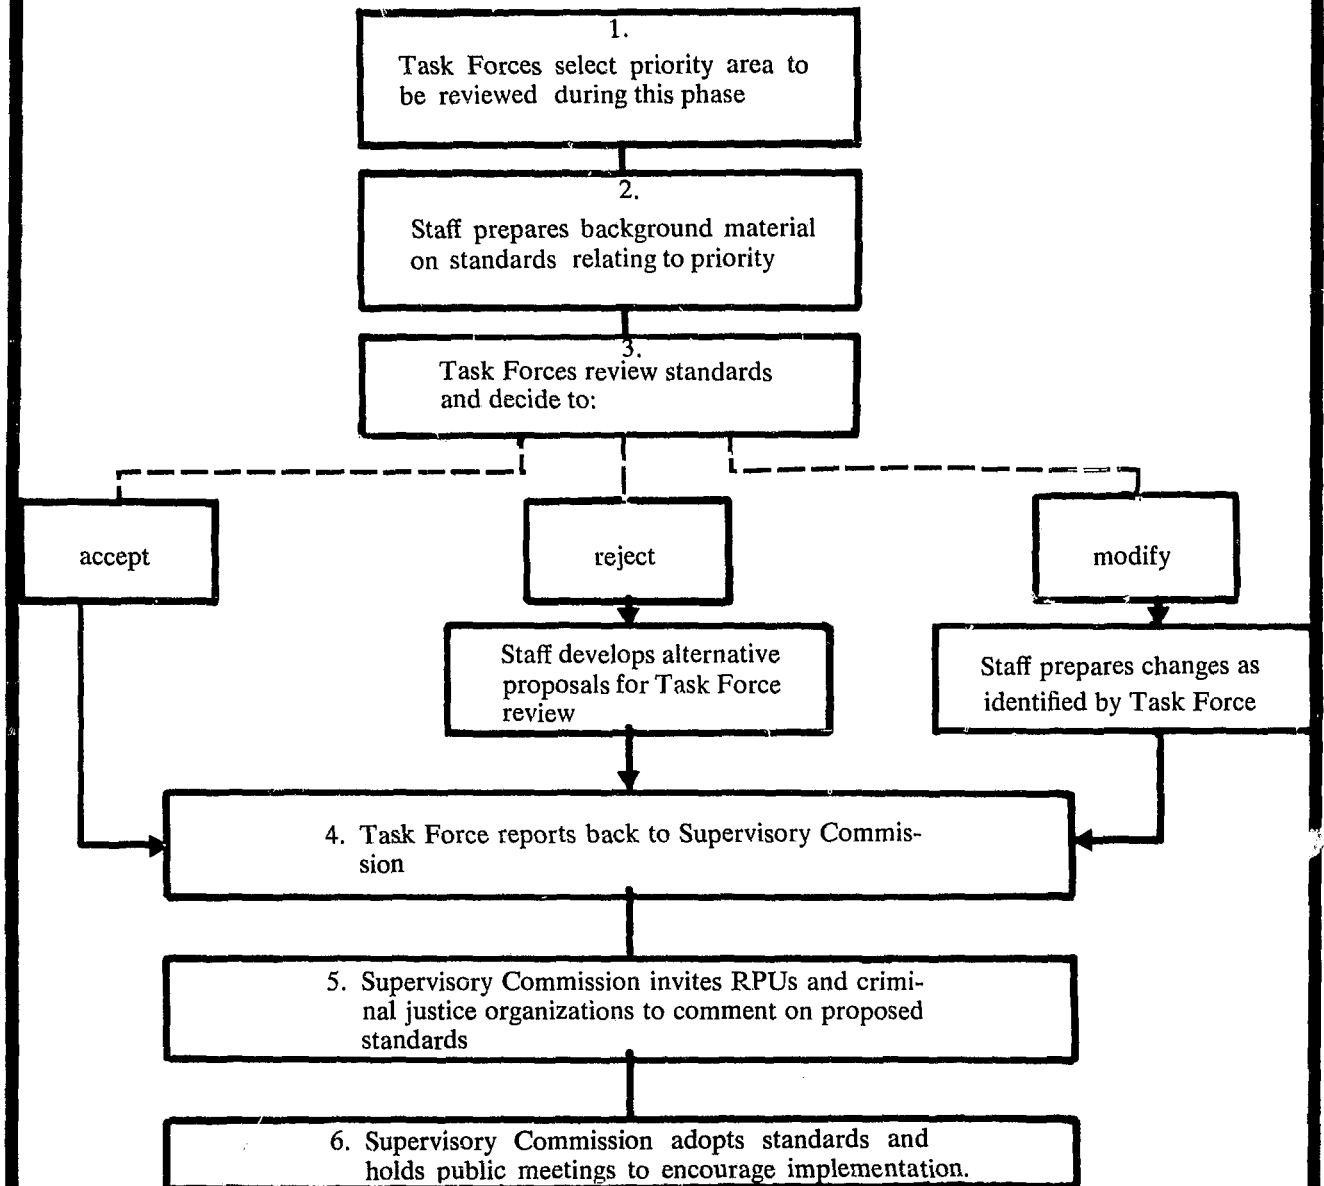 1.
Task Forces select priority area to
be reviewed during this phase
2.
Staff prepares background material
on standards relating to priority
3.
Task Forces review standards
and decide to:
accept
reject
modify
Staff develops alternative
proposals for Task Force
review
Staff prepares changes as
identified by Task Force
4. Task Force reports back to Supervisory Commis-
sion
5. Supervisory Commission invites RPUs and crimi-
nal justice organizations to comment on proposed
standards
6. Supervisory Commission adopts standards and
holds public meetings to encourage implementation.